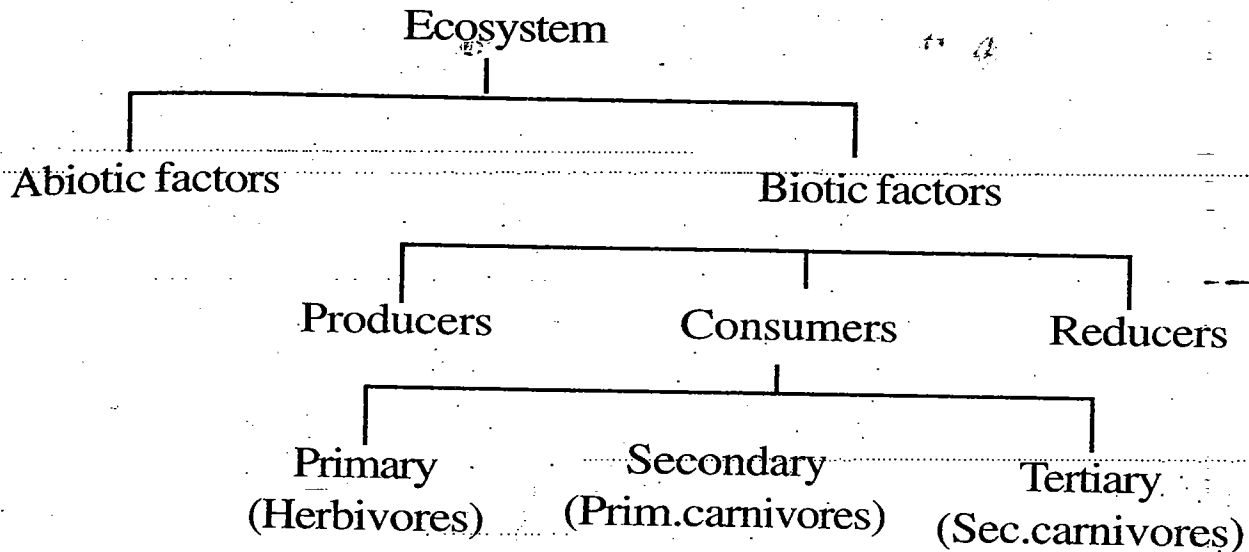 Ecosystem
Abiotic factors
Biotic factors
Producers
Consumers
Reducers
Primary
(Herbivores)
Secondary
(Prim.carnivores)
Tertiary
(Sec.carnivores)